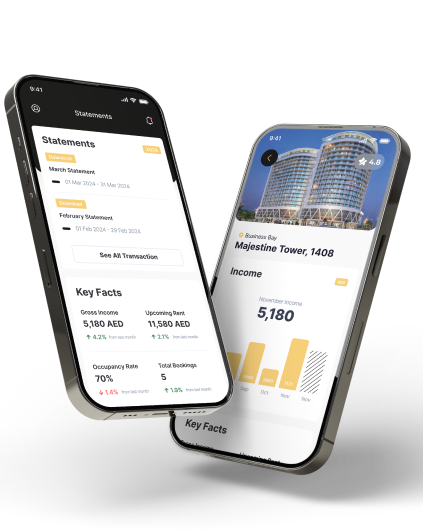 9:41
Statements
Statements
Download
March Statement
01 Mar 2024 - 31 Mar 2024
Download
February Statement
01 Feb 2024 - 29 Feb 2024
See All Transaction
Key Facts
Gross Income
5,180 AED
4.2% from last month
Upcoming Rent
11,580 AED
2.1% from last month
Occupancy Rate
70%
1.4% from last month
Total Bookings
5
1.9% from last month
9:41
4.8
Business Bay
Majestine Tower, 1408
Income
November Income
5,180
Sep
Oct
Nov
Nov
Key Facts